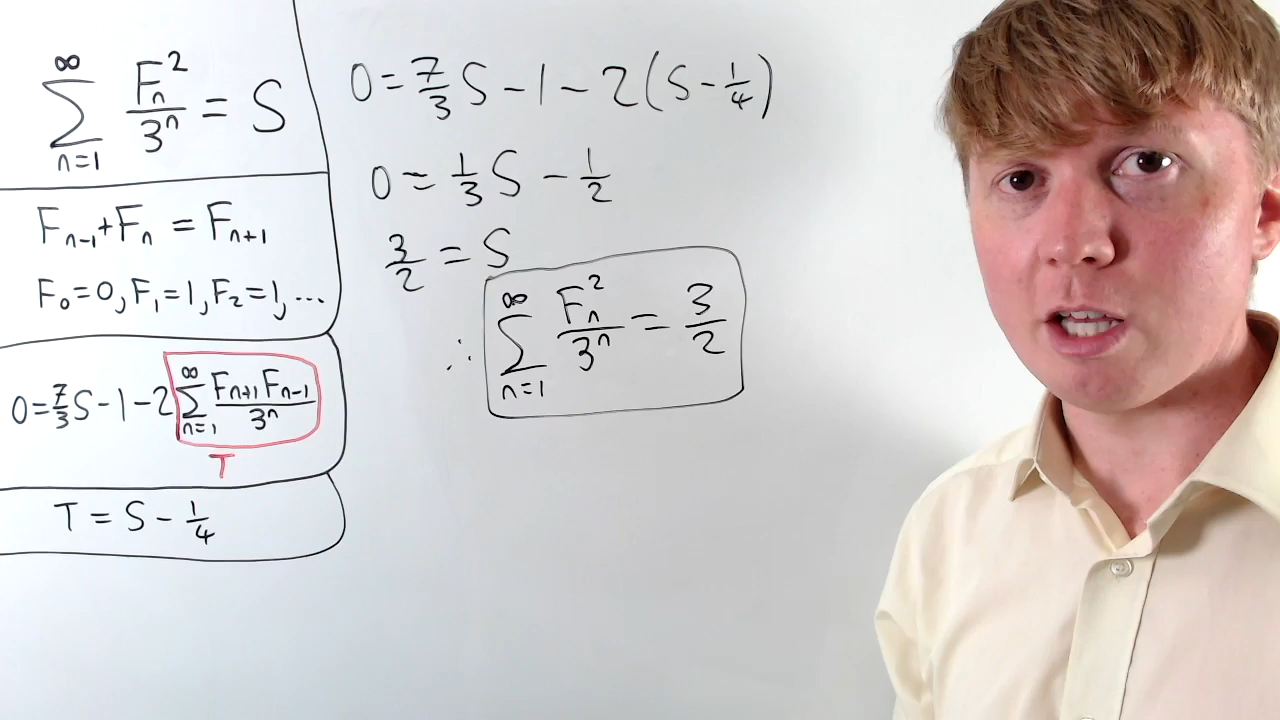 ∑_{n=1}^{∞} F_n^2/3^n = S
F_{n-1}+F_n = F_{n+1}
F_0=0, F_1=1, F_2=1, ...
0=7/3 S-1-2 ∑_{n=1}^{∞} F_{n+1}F_{n-1}/3^n
T
T = S - 1/4
0=7/3 S-1-2(S-1/4)
0=1/3 S-1/2
3/2=S
∴ ∑_{n=1}^{∞} F_n^2/3^n = 3/2